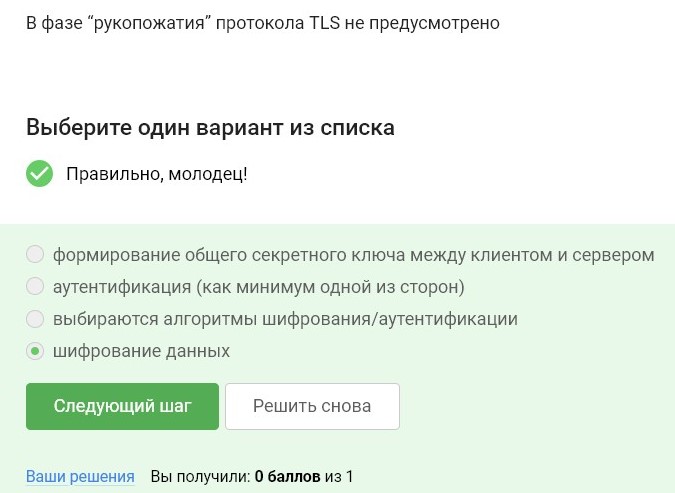 В фазе “рукопожатия” протокола TLS не предусмотрено
Выберите один вариант из списка
Правильно, молодец!
формирование общего секретного ключа между клиентом и сервером
аутентификация (как минимум одной из сторон)
выбираются алгоритмы шифрования/аутентификации
шифрование данных
Следующий шаг Решить снова
Ваши решения Вы получили: 0 баллов из 1